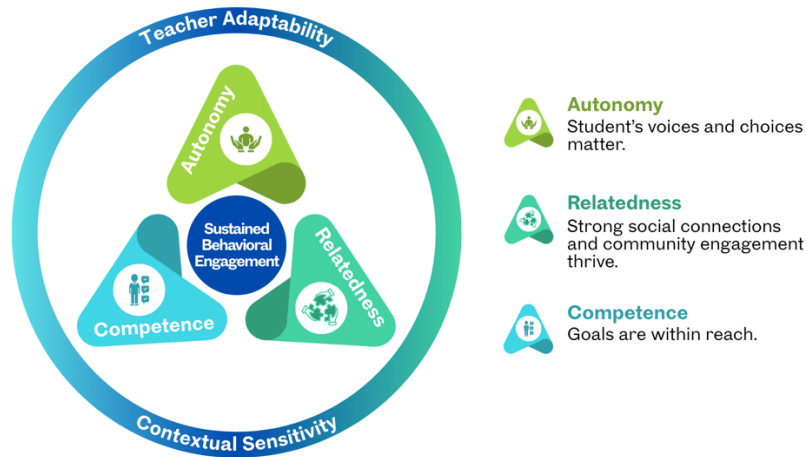 Teacher Adaptability
Autonomy
Sustained
Behavioral
Engagement
Relatedness
Competence
Contextual Sensitivity
Autonomy
Student's voices and choices
matter.
Relatedness
Strong social connections
and community engagement
thrive.
Competence
Goals are within reach.